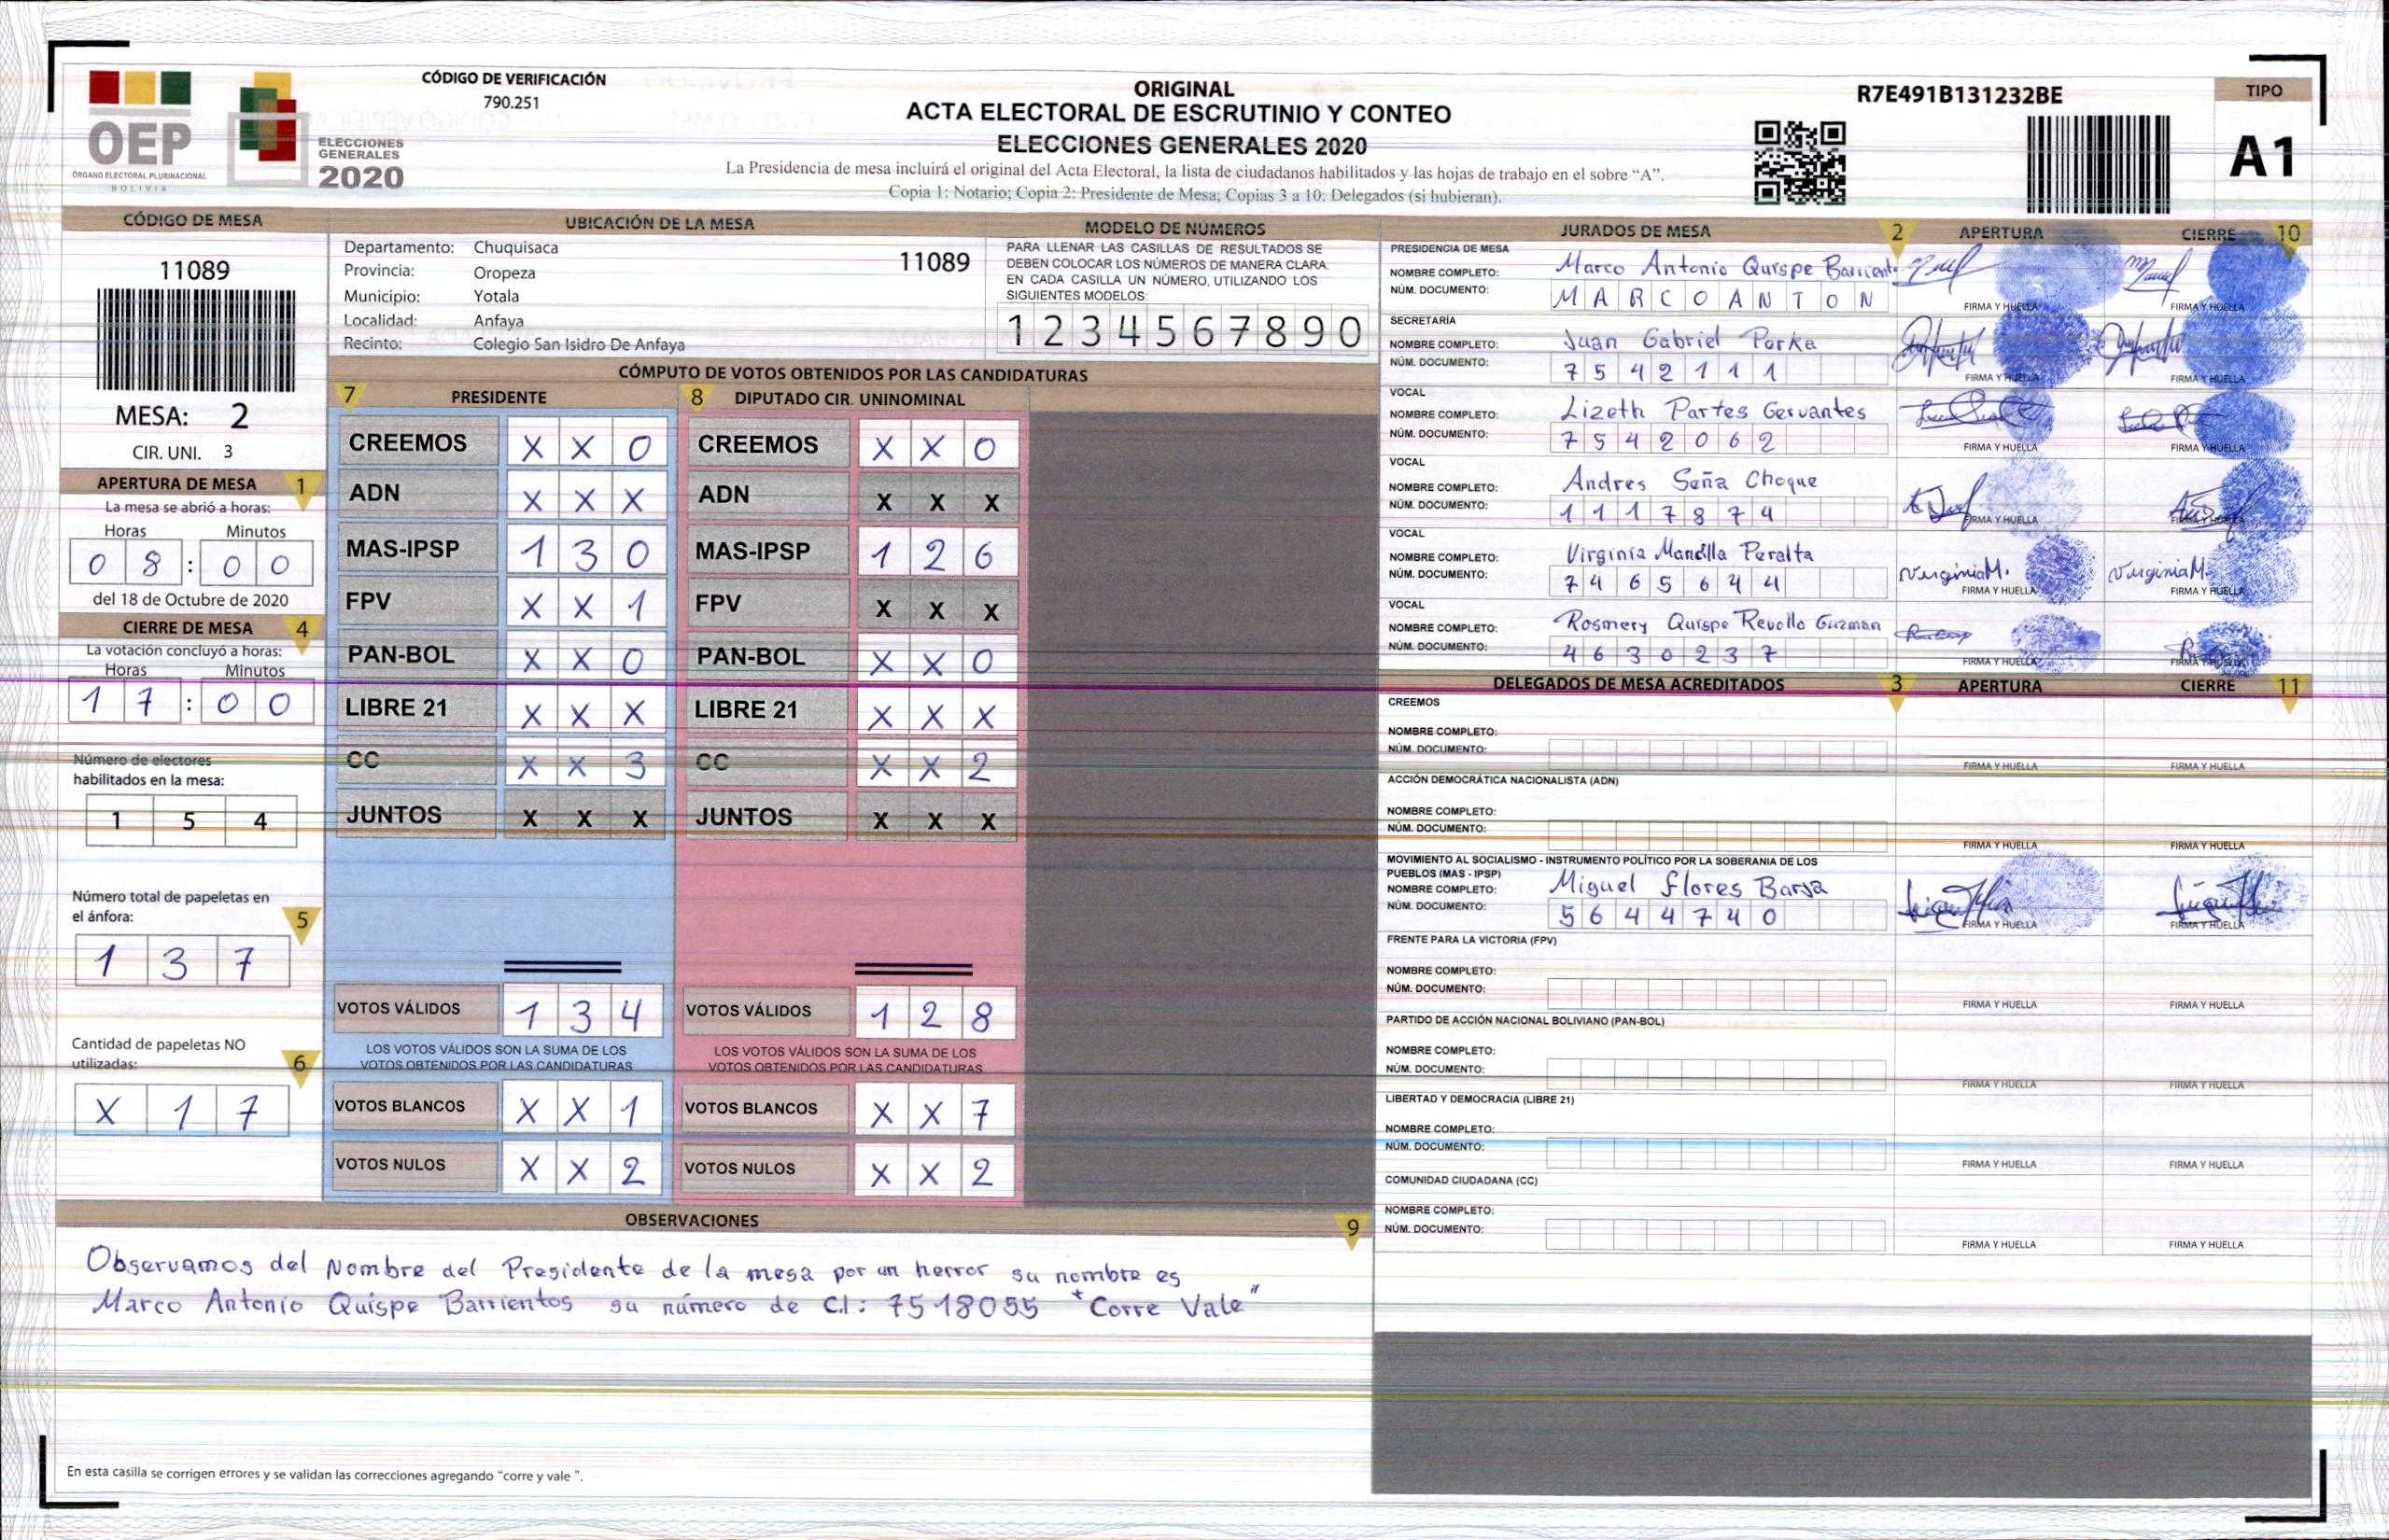 CÓDIGO DE VERIFICACIÓN
790.251
OEP
ÓRGANO ELECTORAL PLURINACIONAL
BOLIVIA
ELECCIONES
GENERALES
2020
ORIGINAL
ACTA ELECTORAL DE ESCRUTINIO Y CONTEO
ELECCIONES GENERALES 2020
La Presidencia de mesa incluirá el original del Acta Electoral, la lista de ciudadanos habilitados y las hojas de trabajo en el sobre “A”.
Copia 1: Notario; Copia 2: Presidente de Mesa; Copias 3 a 10: Delegados (si hubieran).
R7E491B131232BE
TIPO
A1
CÓDIGO DE MESA
11089
MESA: 2
CIR. UNI. 3
APERTURA DE MESA 1
La mesa se abrió a horas:
Horas Minutos
0 8 : 0 0
del 18 de Octubre de 2020
CIERRE DE MESA 4
La votación concluyó a horas:
Horas Minutos
1 7 : 0 0
Número de electores
habilitados en la mesa:
1 5 4
Número total de papeletas en
el ánfora: 5
1 3 7
Cantidad de papeletas NO
utilizadas: 6
X 1 7
UBICACIÓN DE LA MESA
Departamento: Chuquisaca 11089
Provincia: Oropeza
Municipio: Yotala
Localidad: Anfaya
Recinto: Colegio San Isidro De Anfaya
MODELO DE NÚMEROS
PARA LLENAR LAS CASILLAS DE RESULTADOS SE
DEBEN COLOCAR LOS NÚMEROS DE MANERA CLARA.
EN CADA CASILLA UN NÚMERO, UTILIZANDO LOS
SIGUIENTES MODELOS:
1 2 3 4 5 6 7 8 9 0
CÓMPUTO DE VOTOS OBTENIDOS POR LAS CANDIDATURAS
7 PRESIDENTE
CREEMOS X X 0
ADN X X X
MAS-IPSP 1 3 0
FPV X X 1
PAN-BOL X X 0
LIBRE 21 X X X
CC X X 3
JUNTOS X X X
VOTOS VÁLIDOS 1 3 4
LOS VOTOS VÁLIDOS SON LA SUMA DE LOS
VOTOS OBTENIDOS POR LAS CANDIDATURAS
VOTOS BLANCOS X X 1
VOTOS NULOS X X 2
8 DIPUTADO CIR. UNINOMINAL
CREEMOS X X 0
ADN X X X
MAS-IPSP 1 2 6
FPV X X X
PAN-BOL X X 0
LIBRE 21 X X X
CC X X 2
JUNTOS X X X
VOTOS VÁLIDOS 1 2 8
LOS VOTOS VÁLIDOS SON LA SUMA DE LOS
VOTOS OBTENIDOS POR LAS CANDIDATURAS
VOTOS BLANCOS X X 7
VOTOS NULOS X X 2
OBSERVACIONES 9
Observamos del Nombre del Presidente de la mesa por un herror su nombre es
Marco Antonio Quispe Barrientos su número de C.I: 7518055 "Corre Vale"
En esta casilla se corrigen errores y se validan las correcciones agregando “corre y vale ”.
JURADOS DE MESA 2 APERTURA CIERRE 10
PRESIDENCIA DE MESA
NOMBRE COMPLETO: Marco Antonio Quispe Barriento
NÚM. DOCUMENTO: M A R C O A N T O N
FIRMA Y HUELLA FIRMA Y HUELLA
SECRETARÍA
NOMBRE COMPLETO: Juan Gabriel Porka
NÚM. DOCUMENTO: 7 5 4 2 1 1 1
FIRMA Y HUELLA FIRMA Y HUELLA
VOCAL
NOMBRE COMPLETO: Lizeth Partes Cervantes
NÚM. DOCUMENTO: 7 5 4 2 0 6 2
FIRMA Y HUELLA FIRMA Y HUELLA
VOCAL
NOMBRE COMPLETO: Andres Seña Choque
NÚM. DOCUMENTO: 1 1 1 7 8 7 4
FIRMA Y HUELLA FIRMA Y HUELLA
VOCAL
NOMBRE COMPLETO: Virginia Mancilla Peralta
NÚM. DOCUMENTO: 7 4 6 5 6 4 4
VirginiaM. VirginiaM.
FIRMA Y HUELLA FIRMA Y HUELLA
VOCAL
NOMBRE COMPLETO: Rosmery Quispe Revollo Guzman
NÚM. DOCUMENTO: 4 6 3 0 2 3 7
FIRMA Y HUELLA FIRMA Y HUELLA
DELEGADOS DE MESA ACREDITADOS 3 APERTURA CIERRE 11
CREEMOS
NOMBRE COMPLETO:
NÚM. DOCUMENTO:
FIRMA Y HUELLA FIRMA Y HUELLA
ACCIÓN DEMOCRÁTICA NACIONALISTA (ADN)
NOMBRE COMPLETO:
NÚM. DOCUMENTO:
FIRMA Y HUELLA FIRMA Y HUELLA
MOVIMIENTO AL SOCIALISMO - INSTRUMENTO POLÍTICO POR LA SOBERANIA DE LOS
PUEBLOS (MAS - IPSP)
NOMBRE COMPLETO: Miguel Flores Barja
NÚM. DOCUMENTO: 5 6 4 4 7 4 0
FIRMA Y HUELLA FIRMA Y HUELLA
FRENTE PARA LA VICTORIA (FPV)
NOMBRE COMPLETO:
NÚM. DOCUMENTO:
FIRMA Y HUELLA FIRMA Y HUELLA
PARTIDO DE ACCIÓN NACIONAL BOLIVIANO (PAN-BOL)
NOMBRE COMPLETO:
NÚM. DOCUMENTO:
FIRMA Y HUELLA FIRMA Y HUELLA
LIBERTAD Y DEMOCRACIA (LIBRE 21)
NOMBRE COMPLETO:
NÚM. DOCUMENTO:
FIRMA Y HUELLA FIRMA Y HUELLA
COMUNIDAD CIUDADANA (CC)
NOMBRE COMPLETO:
NÚM. DOCUMENTO:
FIRMA Y HUELLA FIRMA Y HUELLA